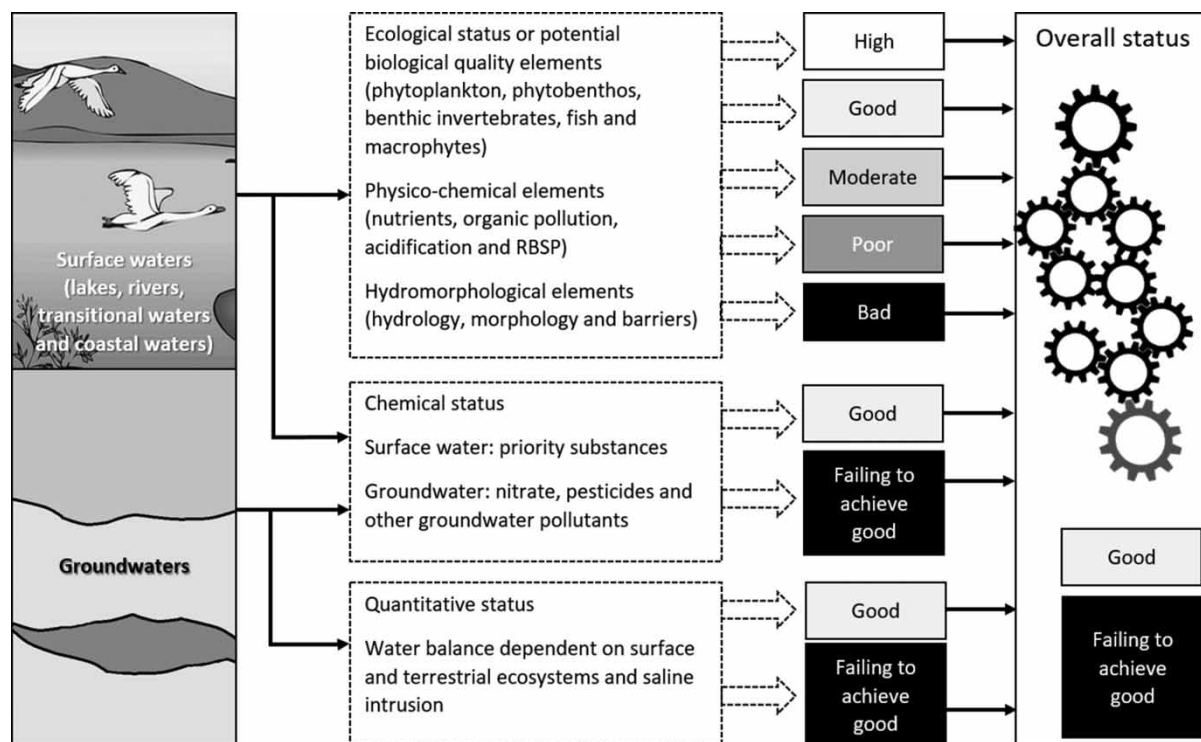 Surface waters
(lakes, rivers,
transitional waters
and coastal waters)
Groundwaters
Ecological status or potential
biological quality elements
(phytoplankton, phytobenthos,
benthic invertebrates, fish and
macrophytes)
Physico-chemical elements
(nutrients, organic pollution,
acidification and RBSP)
Hydromorphological elements
(hydrology, morphology and barriers)
Chemical status
Surface water: priority substances
Groundwater: nitrate, pesticides and
other groundwater pollutants
Quantitative status
Water balance dependent on surface
and terrestrial ecosystems and saline
intrusion
High
Good
Moderate
Poor
Bad
Good
Failing to
achieve
good
Good
Failing to
achieve
good
Overall status
Good
Failing to
achieve
good